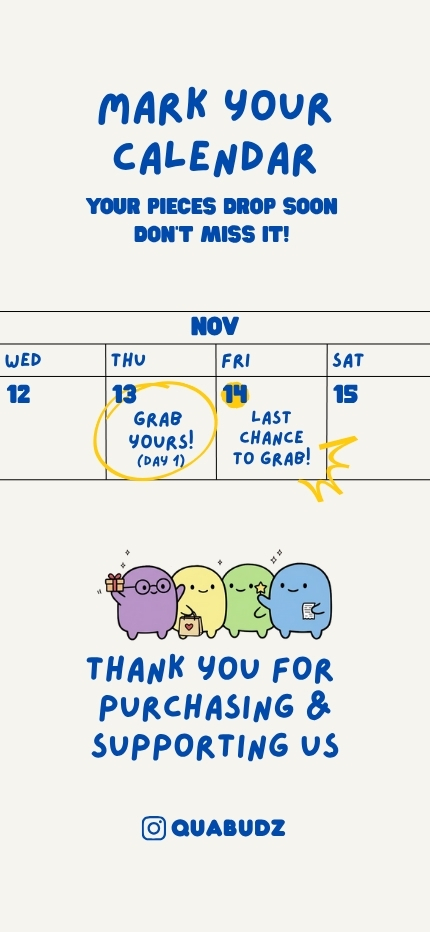 MARK YOUR
CALENDAR
YOUR PIECES DROP SOON
DON'T MISS IT!
NOV
WED THU FRI SAT
12 13 14 15
GRAB
YOURS!
(DAY 1)
LAST
CHANCE
TO GRAB!
THANK YOU FOR
PURCHASING &
SUPPORTING US
QUABUDZ